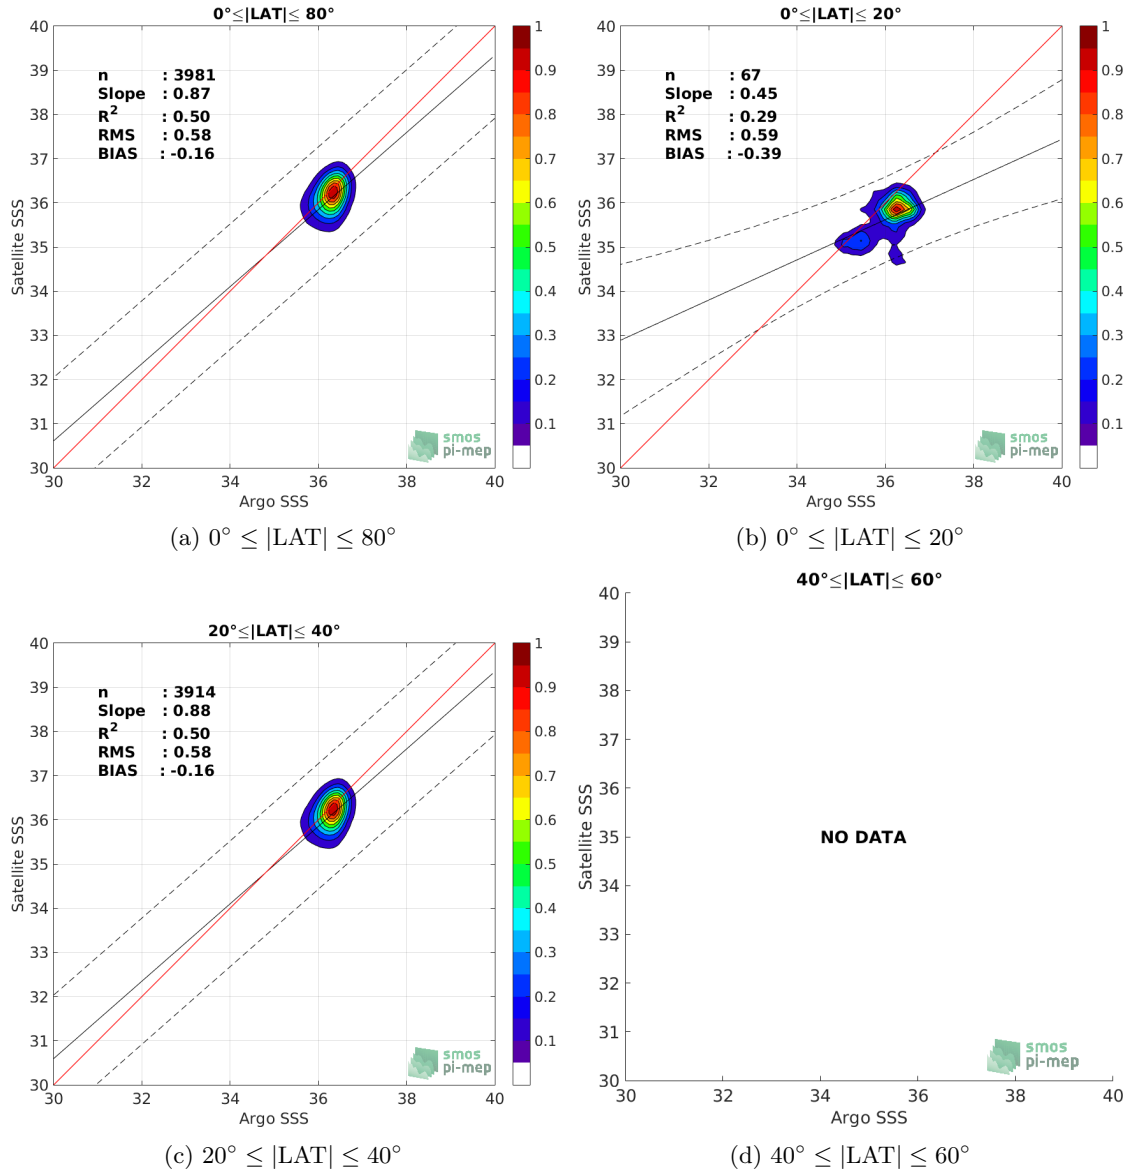 0°≤|LAT|≤ 80°
40
39
38
37
36
35
34
33
32
31
30
Satellite SSS
n : 3981
Slope : 0.87
R² : 0.50
RMS : 0.58
BIAS : -0.16
1
0.9
0.8
0.7
0.6
0.5
0.4
0.3
0.2
0.1
smos
pi-mep
30 32 34 36 38 40
Argo SSS
(a) 0° ≤ |LAT| ≤ 80°
0°≤|LAT|≤ 20°
40
39
38
37
36
35
34
33
32
31
30
Satellite SSS
n : 67
Slope : 0.45
R² : 0.29
RMS : 0.59
BIAS : -0.39
1
0.9
0.8
0.7
0.6
0.5
0.4
0.3
0.2
0.1
smos
pi-mep
30 32 34 36 38 40
Argo SSS
(b) 0° ≤ |LAT| ≤ 20°
20°≤|LAT|≤ 40°
40
39
38
37
36
35
34
33
32
31
30
Satellite SSS
n : 3914
Slope : 0.88
R² : 0.50
RMS : 0.58
BIAS : -0.16
1
0.9
0.8
0.7
0.6
0.5
0.4
0.3
0.2
0.1
smos
pi-mep
30 32 34 36 38 40
Argo SSS
(c) 20° ≤ |LAT| ≤ 40°
40°≤|LAT|≤ 60°
40
39
38
37
36
35
34
33
32
31
30
Satellite SSS
NO DATA
smos
pi-mep
30 32 34 36 38 40
Argo SSS
(d) 40° ≤ |LAT| ≤ 60°